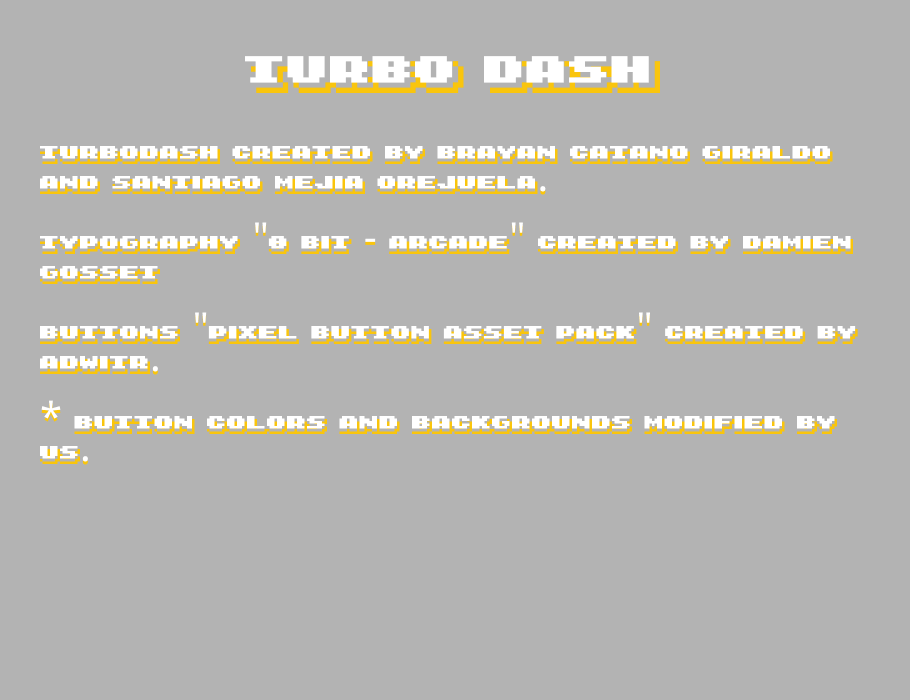 TURBO DASH
TURBODASH CREATED BY BRAYAN CATANO GIRALDO
AND SANTIAGO MEJIA OREJUELA.
TYPOGRAPHY "8 BIT - ARCADE" CREATED BY DAMIEN
GOSSET
BUTTONS "PIXEL BUTTON ASSET PACK" CREATED BY
ADWITR.
* BUTTON COLORS AND BACKGROUNDS MODIFIED BY
US.